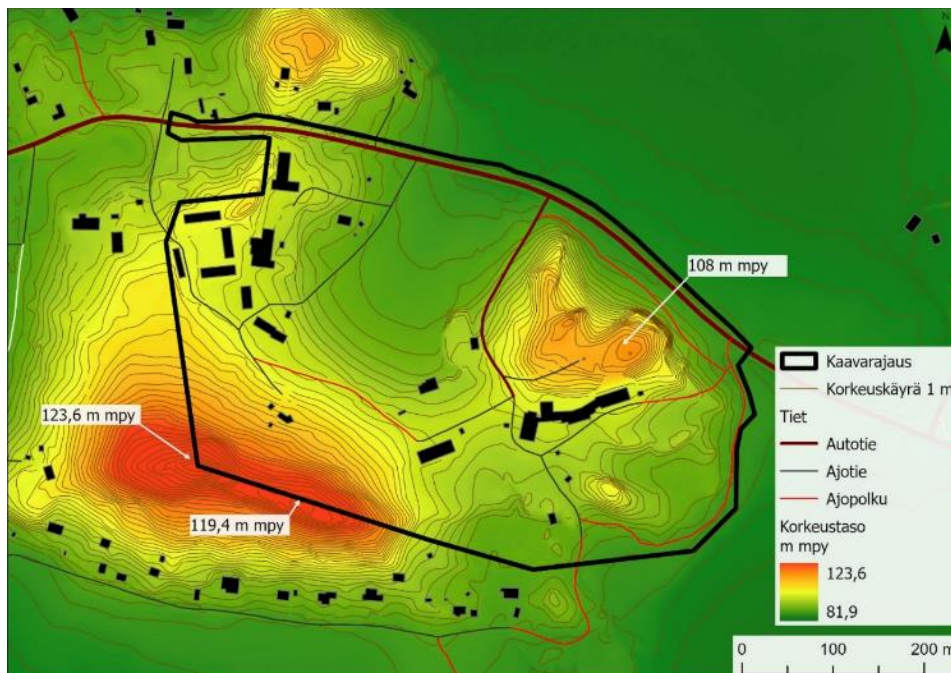 108 m mpy
123,6 m mpy
119,4 m mpy
Kaavarajaus
Korkeuskäyrä 1 m
Tiet
Autotie
Ajotie
Ajopolku
Korkeustaso
m mpy
123,6
81,9
0 100 200 m